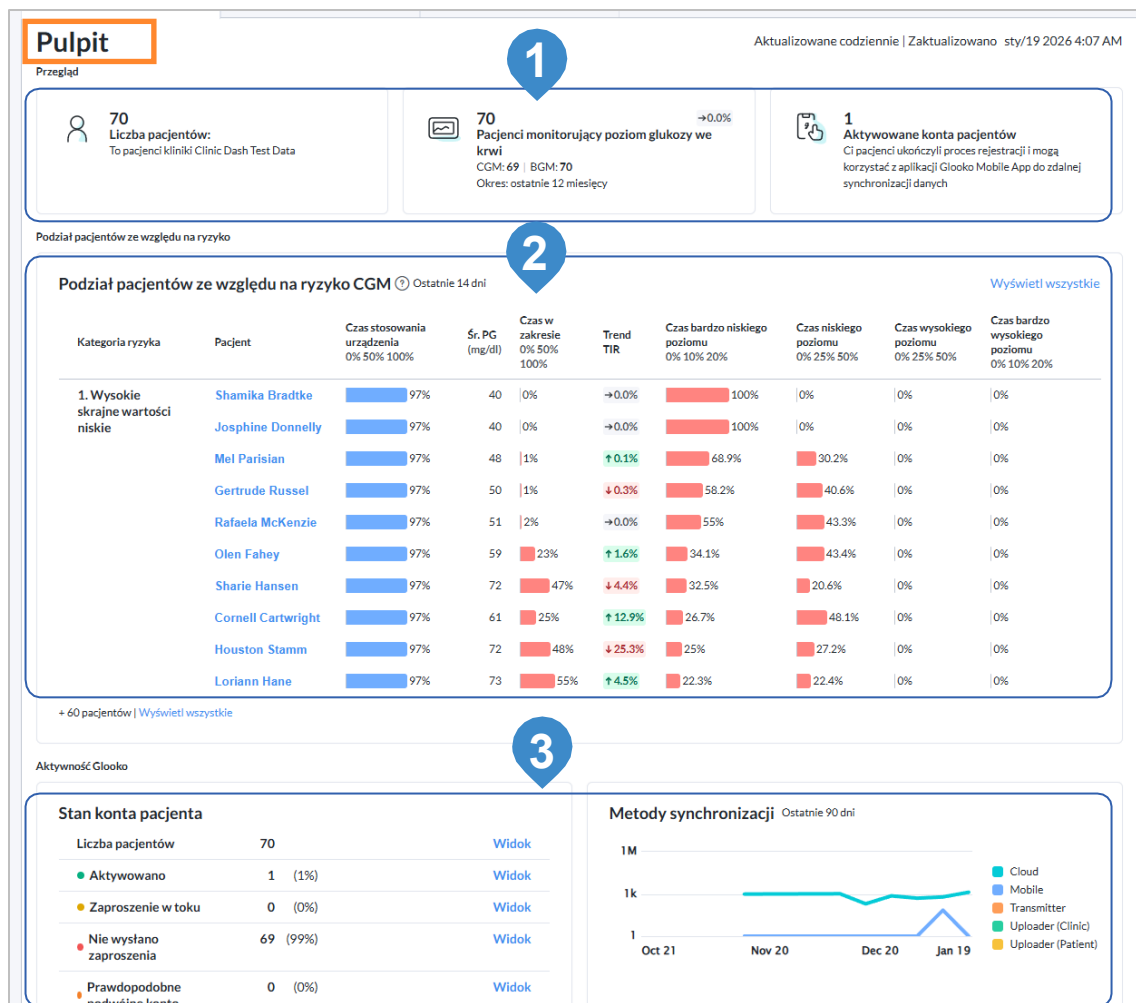 Pulpit
Aktualizowane codziennie | Zaktualizowano sty/19 2026 4:07 AM
Przegląd
1
70
Liczba pacjentów:
To pacjenci kliniki Clinic Dash Test Data
70
→0.0%
Pacjenci monitorujący poziom glukozy we
krwi
CGM: 69 | BGM: 70
Okres: ostatnie 12 miesięcy
1
Aktywowane konta pacjentów
Ci pacjenci ukończyli proces rejestracji i mogą
korzystać z aplikacji Glooko Mobile App do zdalnej
synchronizacji danych
Podział pacjentów ze względu na ryzyko
2
Podział pacjentów ze względu na ryzyko CGM ? Ostatnie 14 dni
Wyświetl wszystkie
Kategoria ryzyka
Pacjent
Czas stosowania
urządzenia
0% 50% 100%
Śr. PG
(mg/dl)
Czas w
zakresie
0% 50%
100%
Trend
TIR
Czas bardzo niskiego
poziomu
0% 10% 20%
Czas niskiego
poziomu
0% 25% 50%
Czas wysokiego
poziomu
0% 25% 50%
Czas bardzo
wysokiego
poziomu
0% 10% 20%
1. Wysokie
skrajne wartości
niskie
Shamika Bradtke 97% 40 0% →0.0% 100% 0% 0% 0%
Josphine Donnelly 97% 40 0% →0.0% 100% 0% 0% 0%
Mel Parisian 97% 48 1% ↑0.1% 68.9% 30.2% 0% 0%
Gertrude Russel 97% 50 1% ↓0.3% 58.2% 40.6% 0% 0%
Rafaela McKenzie 97% 51 2% →0.0% 55% 43.3% 0% 0%
Olen Fahey 97% 59 23% ↑1.6% 34.1% 43.4% 0% 0%
Sharie Hansen 97% 72 47% ↓4.4% 32.5% 20.6% 0% 0%
Cornell Cartwright 97% 61 25% ↑12.9% 26.7% 48.1% 0% 0%
Houston Stamm 97% 72 48% ↓25.3% 25% 27.2% 0% 0%
Loriann Hane 97% 73 55% ↑4.5% 22.3% 22.4% 0% 0%
+ 60 pacjentów | Wyświetl wszystkie
3
Aktywność Glooko
Stan konta pacjenta
Liczba pacjentów 70 Widok
Aktywowano 1 (1%) Widok
Zaproszenie w toku 0 (0%) Widok
Nie wysłano
zaproszenia
69 (99%) Widok
Prawdopodobne
podwójne konto
0 (0%) Widok
Metody synchronizacji Ostatnie 90 dni
1M
1k
1
Oct 21 Nov 20 Dec 20 Jan 19
Cloud
Mobile
Transmitter
Uploader (Clinic)
Uploader (Patient)